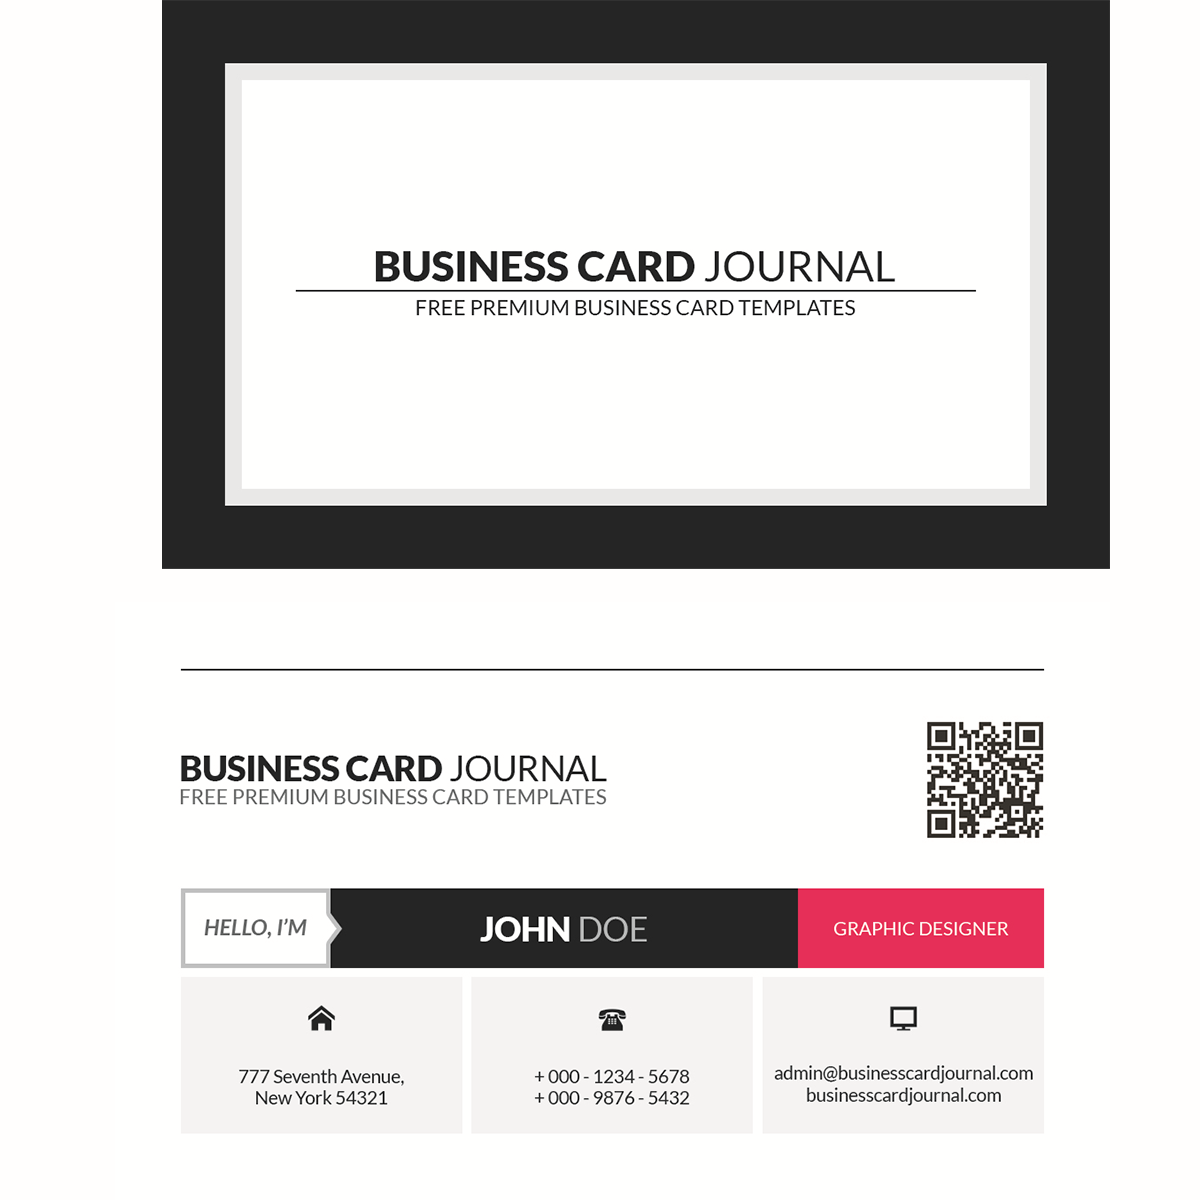 BUSINESS CARD JOURNAL
FREE PREMIUM BUSINESS CARD TEMPLATES
BUSINESS CARD JOURNAL
FREE PREMIUM BUSINESS CARD TEMPLATES
HELLO, I'M
JOHN DOE
GRAPHIC DESIGNER
777 Seventh Avenue,
New York 54321
+ 000 - 1234 - 5678
+ 000 - 9876 - 5432
admin@businesscardjournal.com
businesscardjournal.com